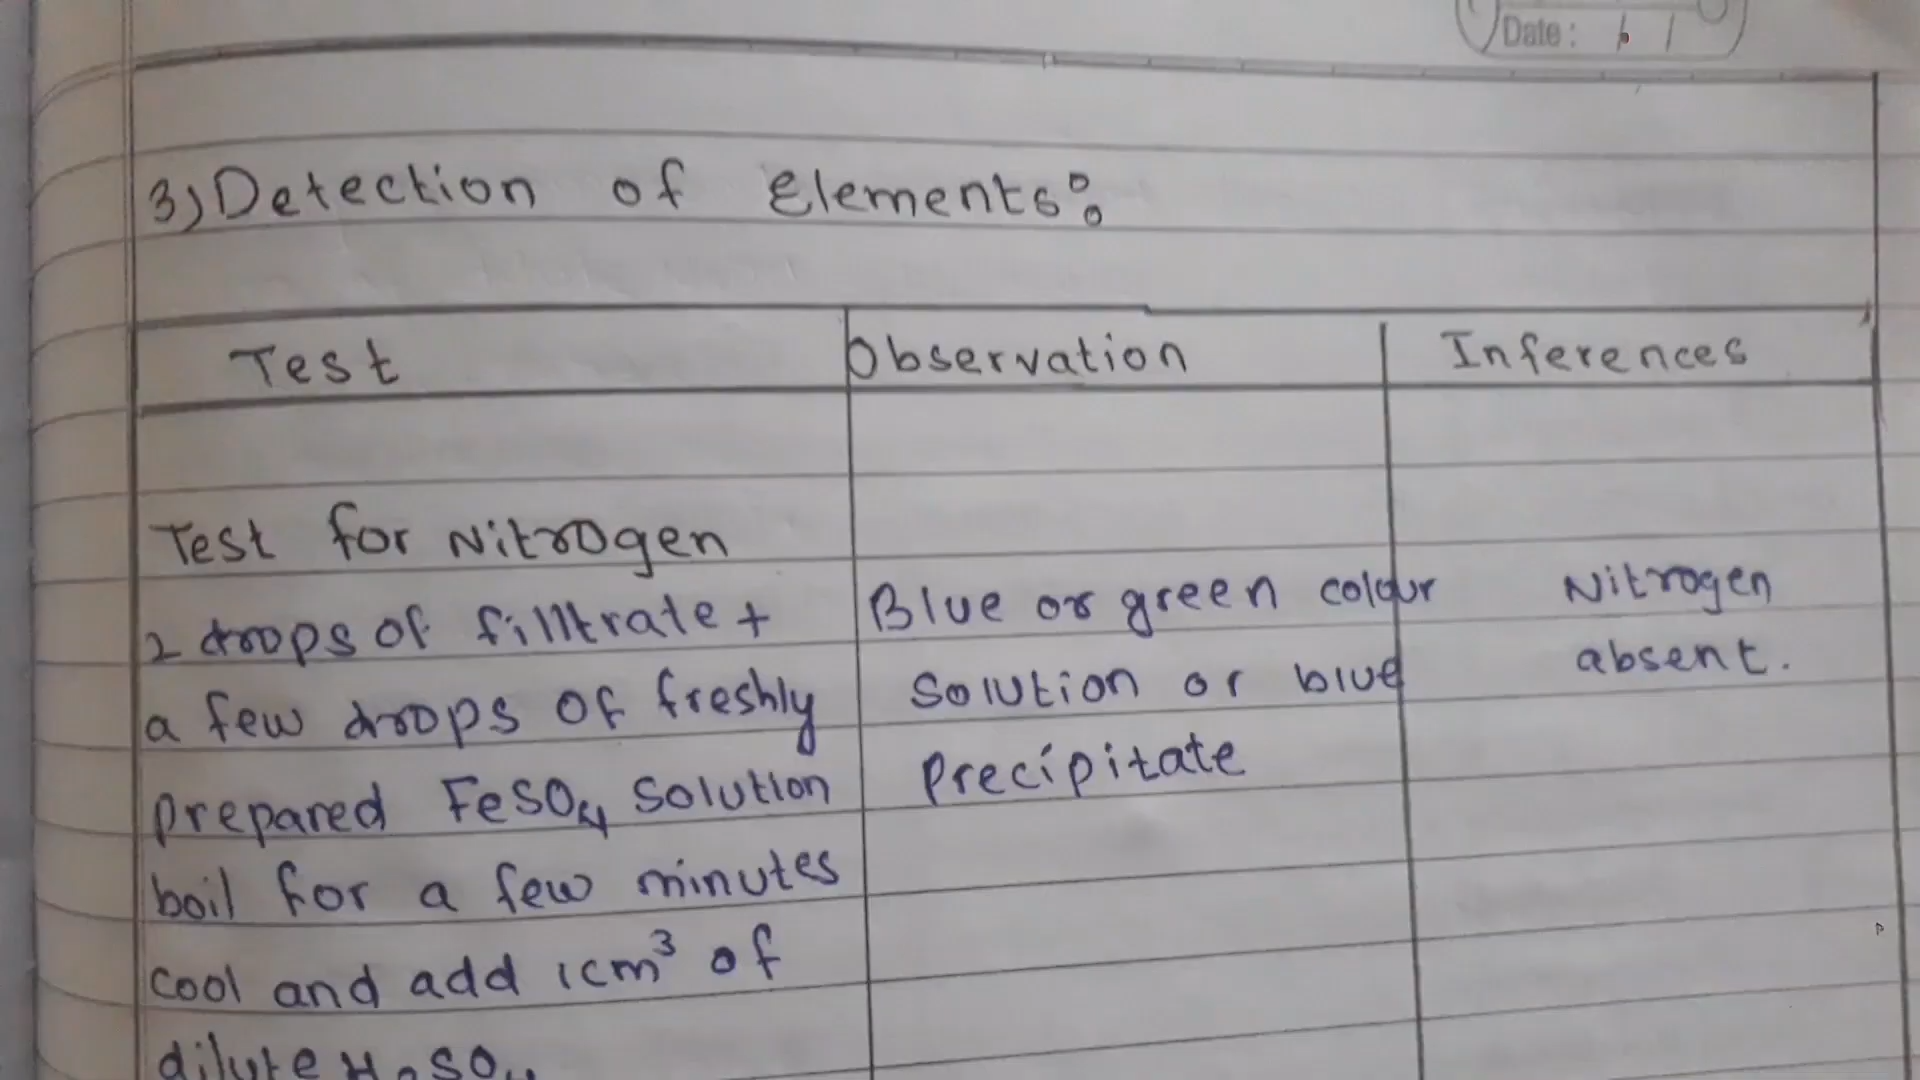 Date :
3) Detection of Elements:
Test Observation Inferences
Test for Nitrogen
2 drops of filltrate + Blue or green colour Nitrogen
a few drops of freshly solution or blue absent.
prepared FeSO4 solution precipitate
boil for a few minutes
cool and add 1cm³ of
dilute H2SO4